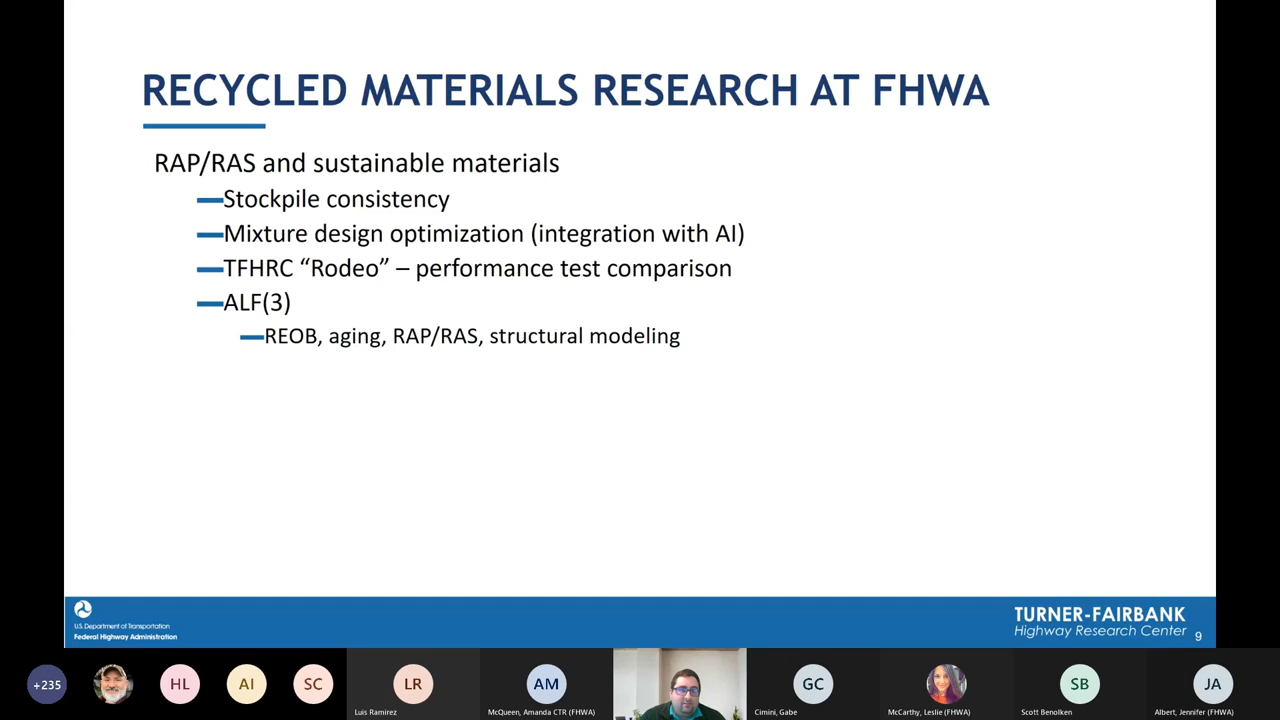 RECYCLED MATERIALS RESEARCH AT FHWA
RAP/RAS and sustainable materials
Stockpile consistency
Mixture design optimization (integration with AI)
TFHRC “Rodeo” – performance test comparison
ALF(3)
REOB, aging, RAP/RAS, structural modeling
U.S. Department of Transportation
Federal Highway Administration
TURNER-FAIRBANK
Highway Research Center
9
+235
HL
AI
SC
LR
AM
GC
SB
JA
Luis Ramirez
McQueen, Amanda CTR (FHWA)
Cimini, Gabe
McCarthy, Leslie (FHWA)
Scott Benolken
Albert, Jennifer (FHWA)